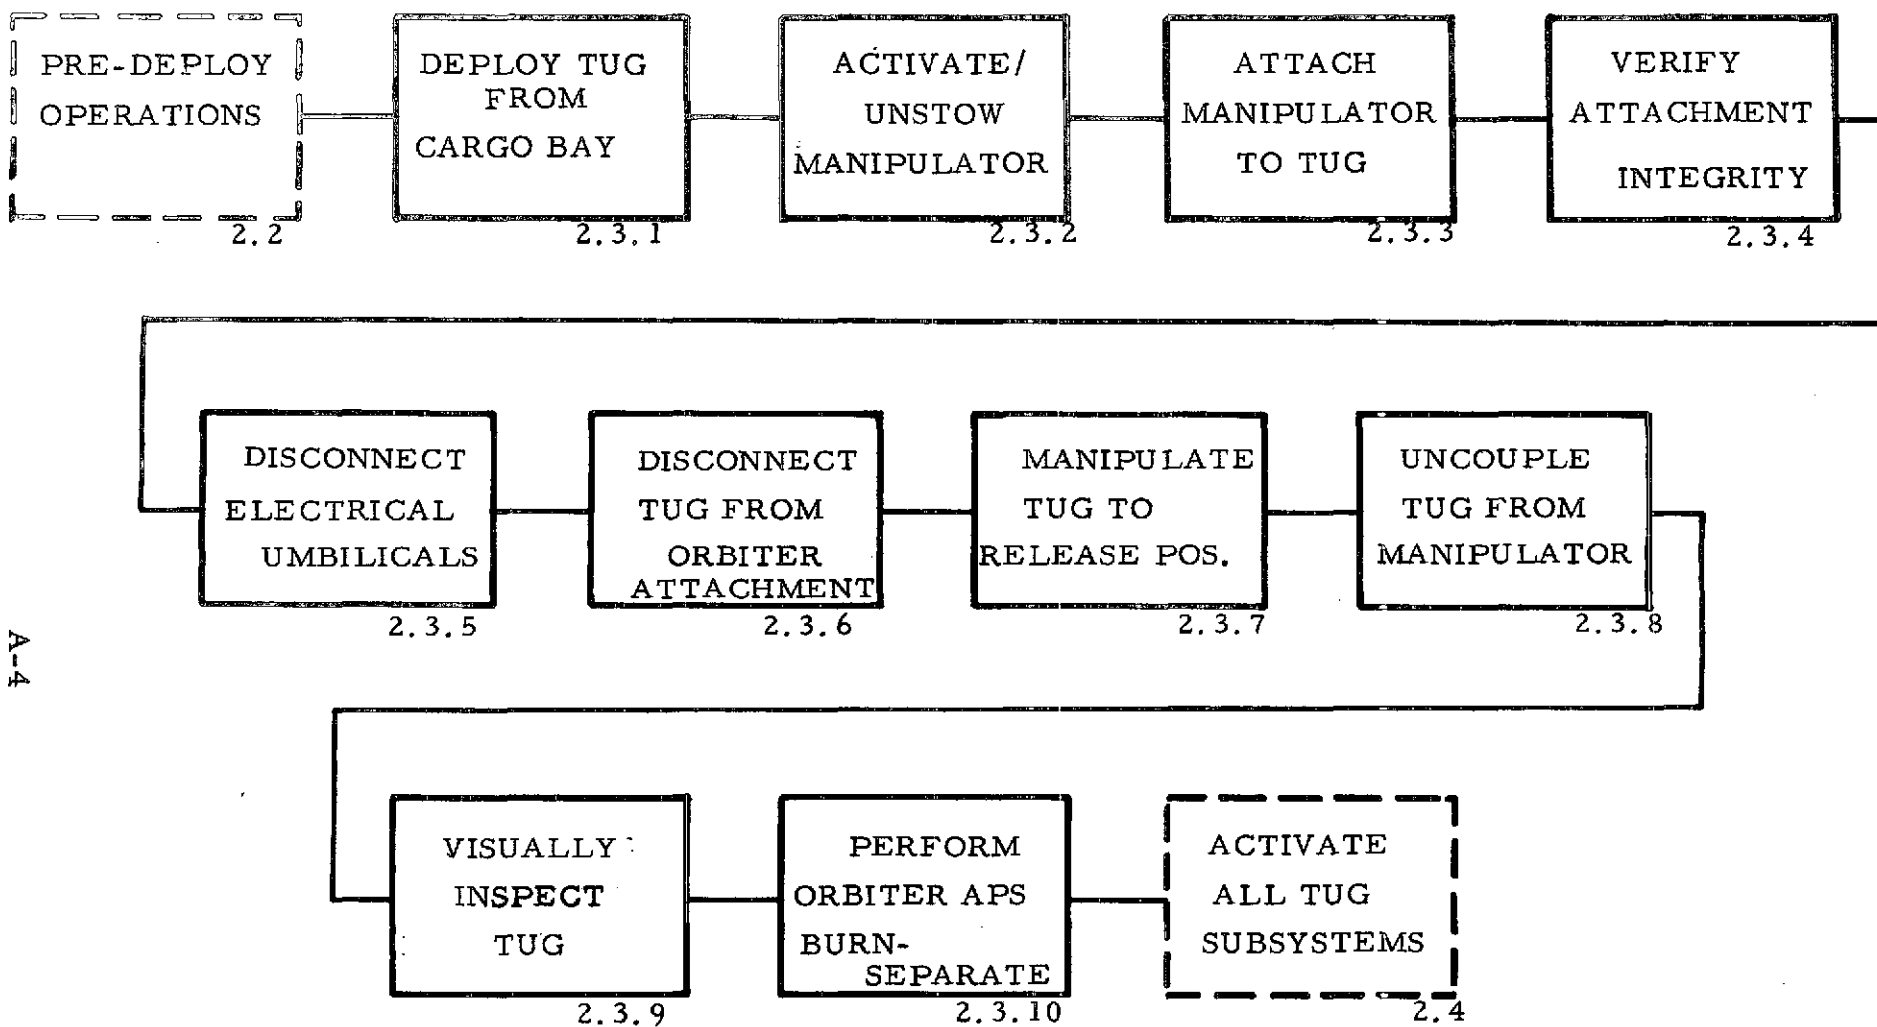 PRE-DEPLOY
OPERATIONS
2.2
DEPLOY TUG
FROM
CARGO BAY
2.3.1
ACTIVATE/
UNSTOW
MANIPULATOR
2.3.2
ATTACH
MANIPULATOR
TO TUG
2.3.3
VERIFY
ATTACHMENT
INTEGRITY
2.3.4
DISCONNECT
ELECTRICAL
UMBILICALS
2.3.5
DISCONNECT
TUG FROM
ORBITER
ATTACHMENT
2.3.6
MANIPULATE
TUG TO
RELEASE POS.
2.3.7
UNCOUPLE
TUG FROM
MANIPULATOR
2.3.8
A-4
VISUALLY
INSPECT
TUG
2.3.9
PERFORM
ORBITER APS
BURN-
SEPARATE
2.3.10
ACTIVATE
ALL TUG
SUBSYSTEMS
2.4